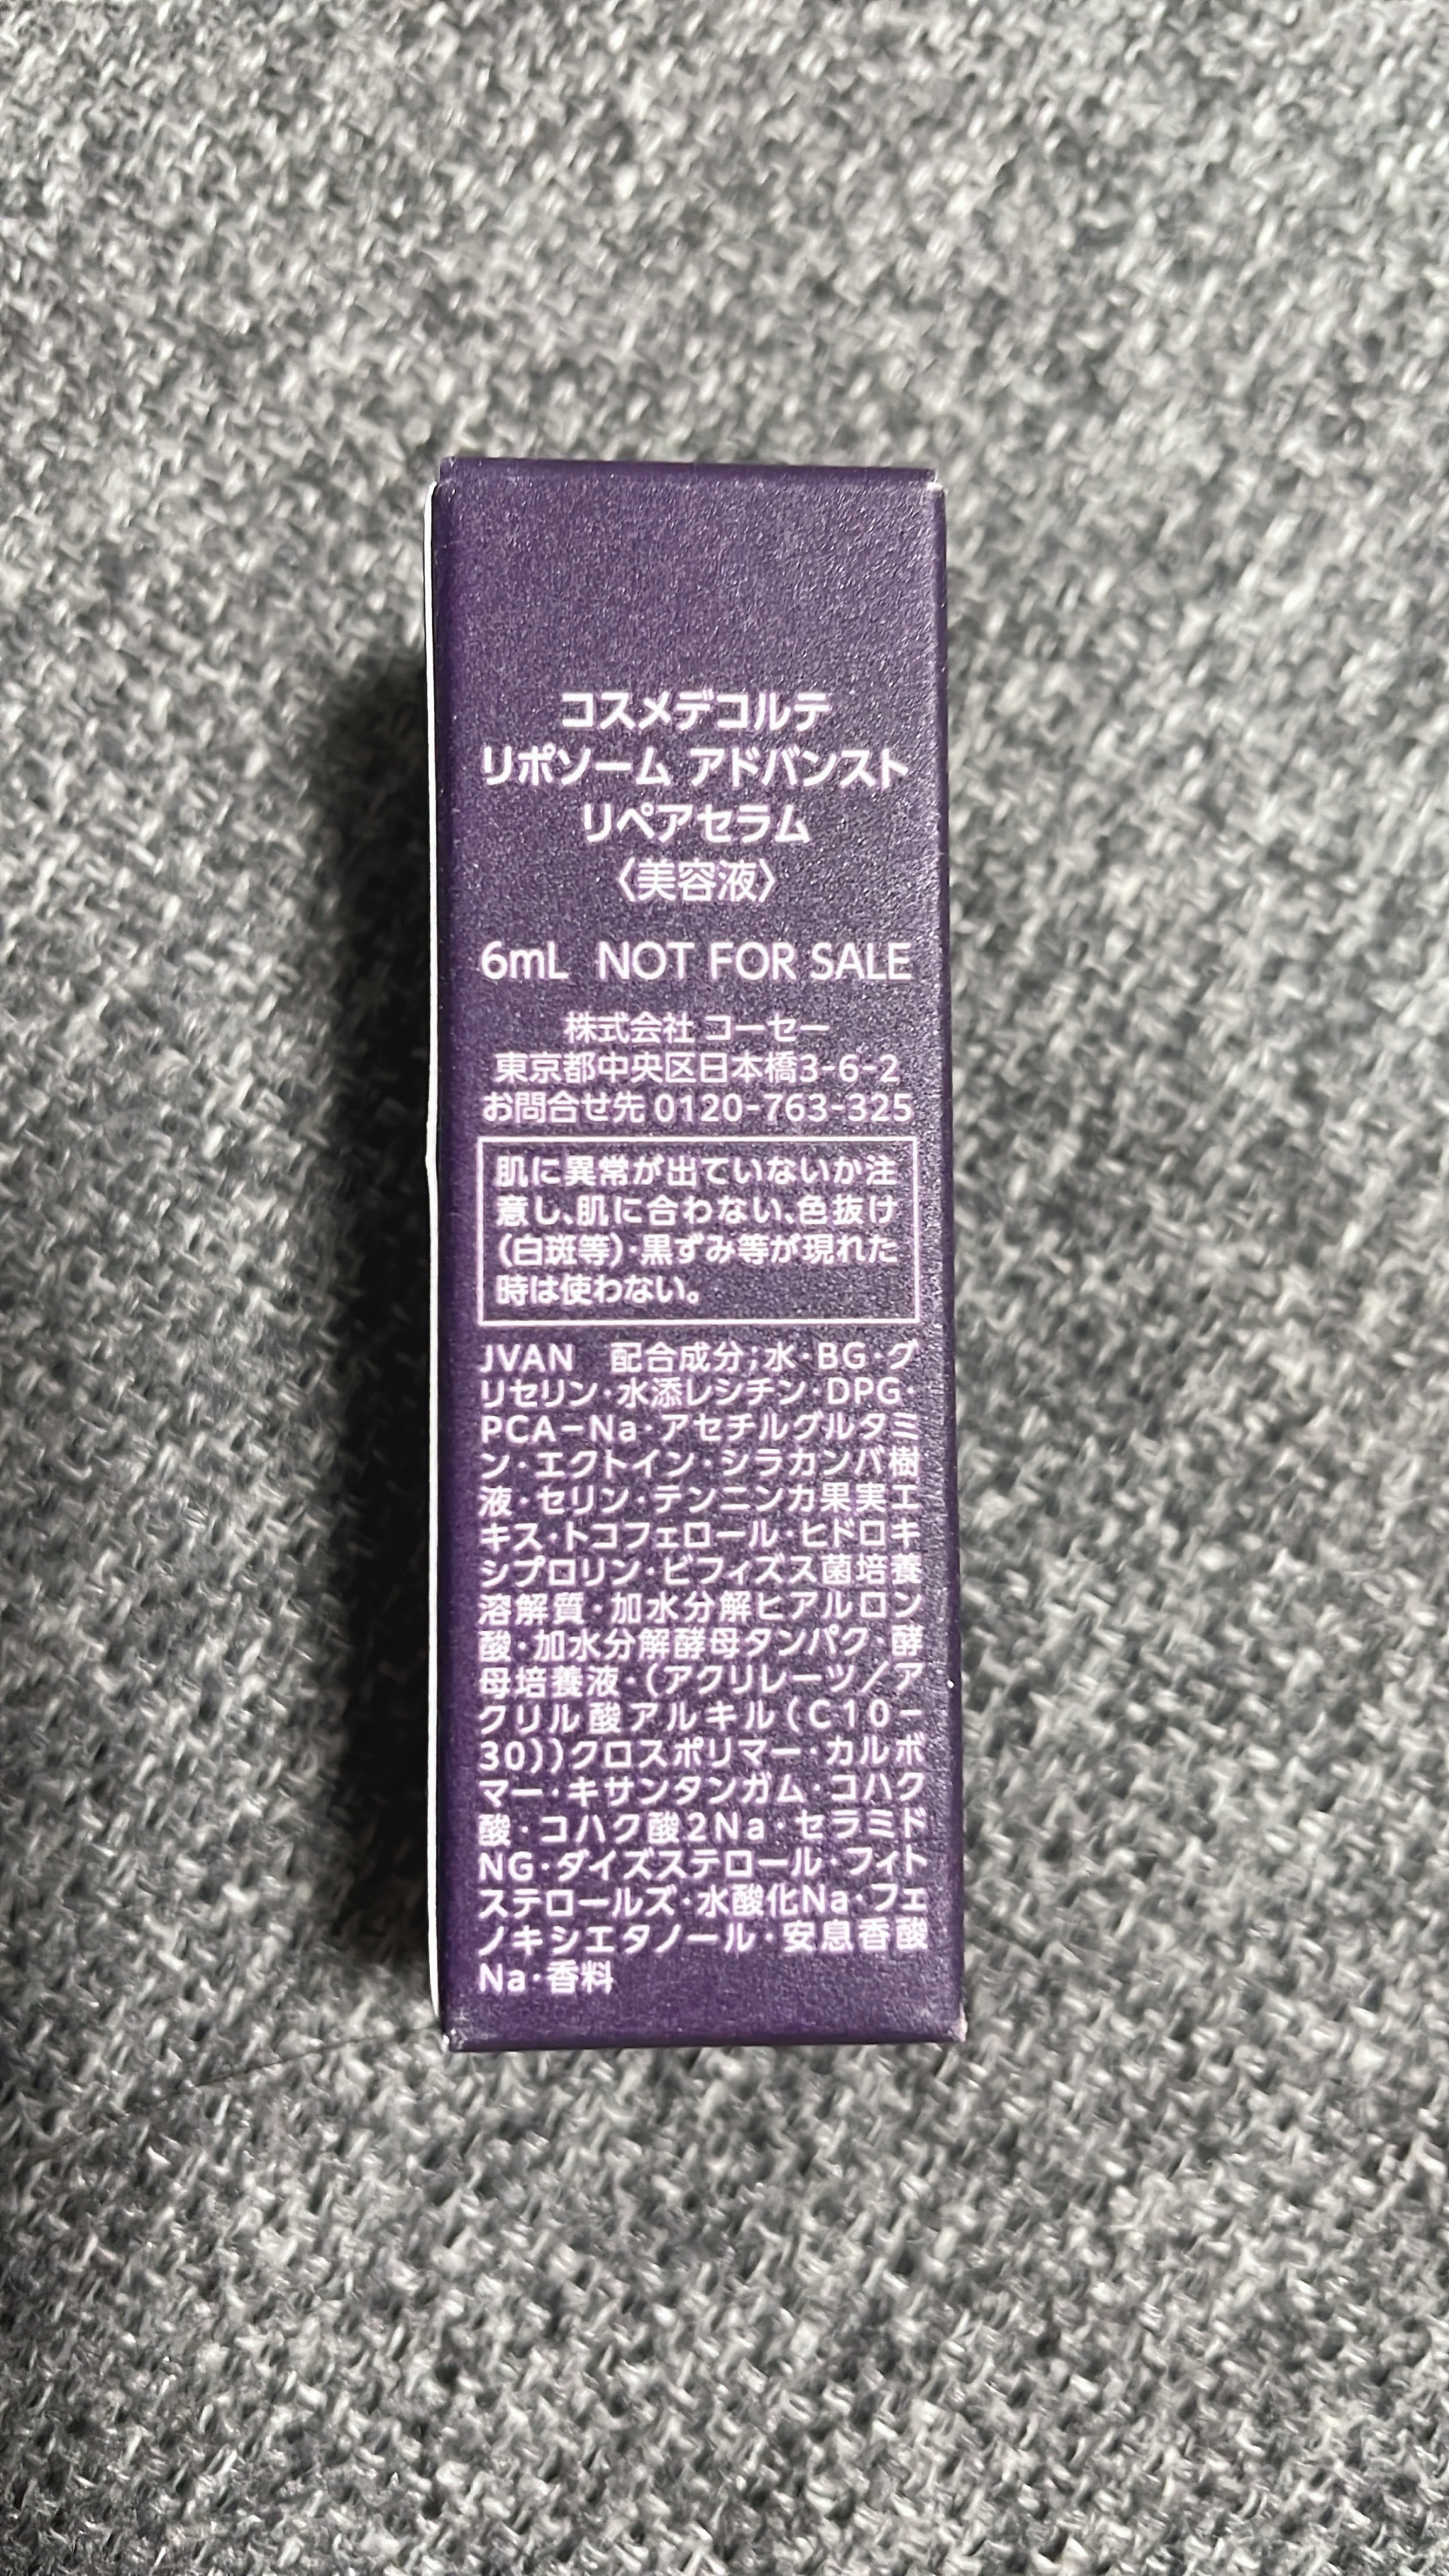 コスメデコルテ
リポソーム アドバンスト
リペアセラム
〈美容液〉
6mL NOT FOR SALE
株式会社 コーセー
東京都中央区日本橋3-6-2
お問合せ先 0120-763-325
肌に異常が出ていないか注
意し、肌に合わない、色抜け
(白斑等)・黒ずみ等が現れた
時は使わない。
JVAN 配合成分;水・BG・グ
リセリン・水添レシチン・DPG・
PCA-Na・アセチルグルタミ
ン・エクトイン・シラカンバ樹
液・セリン・テンニンカ果実エ
キス・トコフェロール・ヒドロキ
シプロリン・ビフィズス菌培養
溶解質・加水分解ヒアルロン
酸・加水分解酵母タンパク・酵
母培養液・(アクリレーツ/ア
クリル酸アルキル(C10-
30))クロスポリマー・カルボ
マー・キサンタンガム・コハク
酸・コハク酸2Na・セラミド
NG・ダイズステロール・フィト
ステロールズ・水酸化Na・フェ
ノキシエタノール・安息香酸
Na・香料